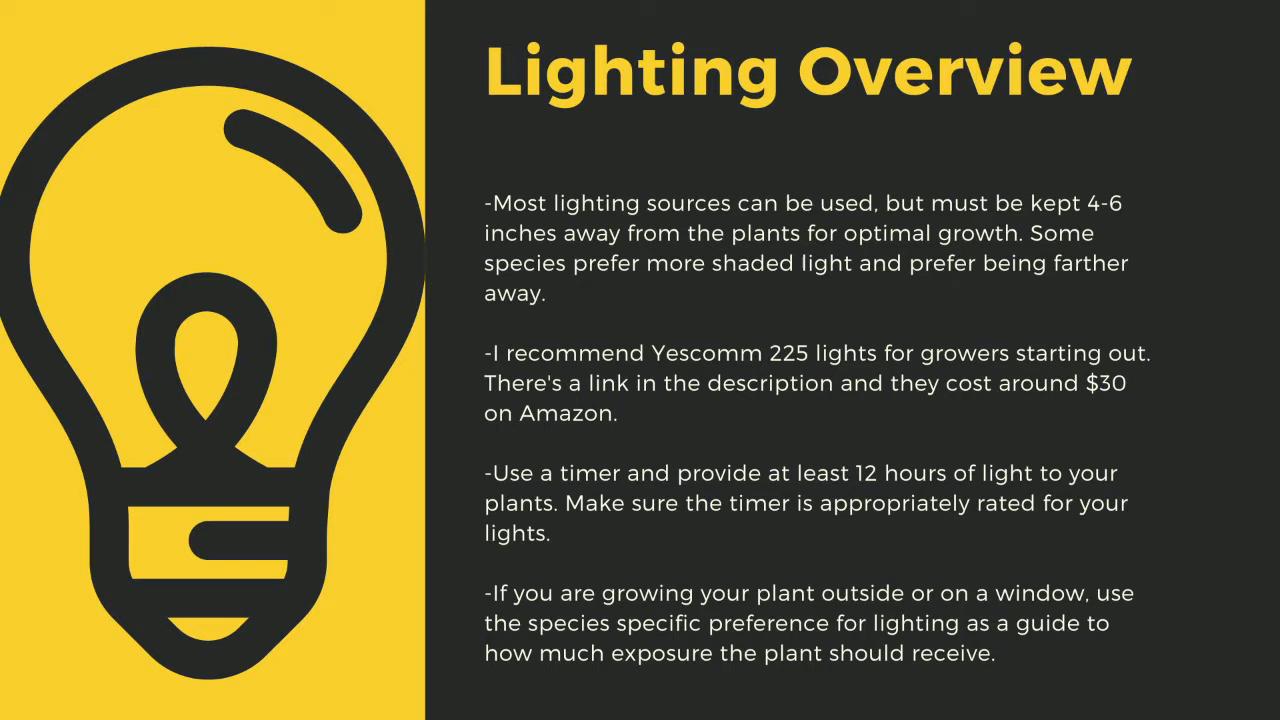 Lighting Overview
-Most lighting sources can be used, but must be kept 4-6
inches away from the plants for optimal growth. Some
species prefer more shaded light and prefer being farther
away.
-I recommend Yescomm 225 lights for growers starting out.
There's a link in the description and they cost around $30
on Amazon.
-Use a timer and provide at least 12 hours of light to your
plants. Make sure the timer is appropriately rated for your
lights.
-If you are growing your plant outside or on a window, use
the species specific preference for lighting as a guide to
how much exposure the plant should receive.